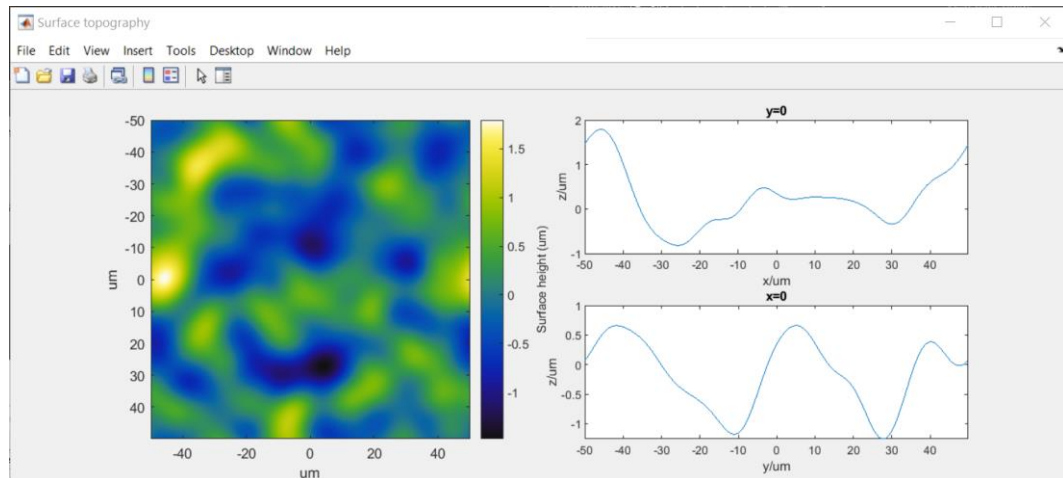 Surface topography
File Edit View Insert Tools Desktop Window Help
-50
-40
-30
-20
-10
0
10
20
30
40
50
um
-40 -20 0 20 40
um
1.5
1
0.5
0
-0.5
-1
Surface height (um)
y=0
2
1
0
-1
z/um
-50 -40 -30 -20 -10 0 10 20 30 40
x/um
x=0
1
0.5
0
-0.5
-1
z/um
-50 -40 -30 -20 -10 0 10 20 30 40
y/um